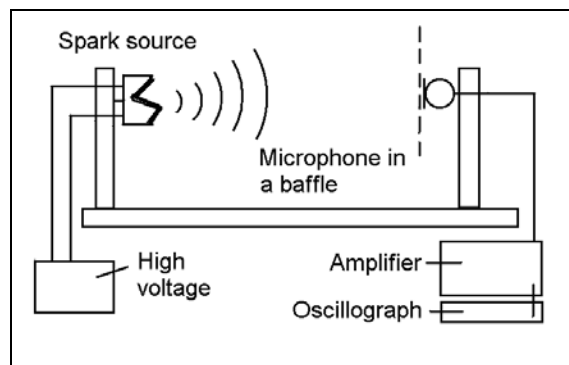 Spark source
Microphone in
a baffle
High
voltage
Amplifier
Oscillograph